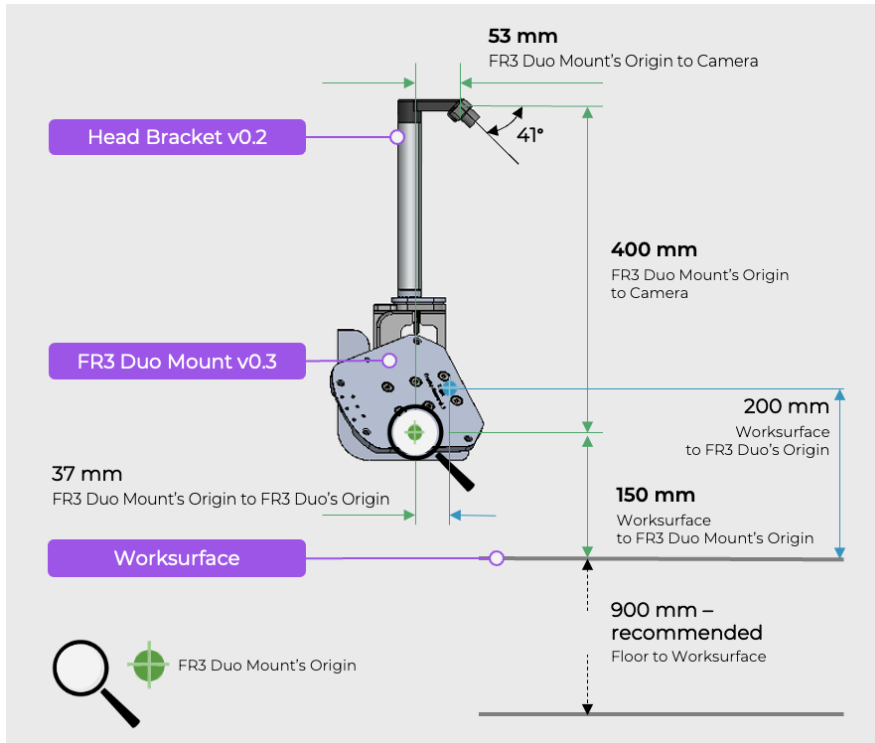 53 mm
FR3 Duo Mount's Origin to Camera
Head Bracket v0.2
41°
400 mm
FR3 Duo Mount's Origin
to Camera
FR3 Duo Mount v0.3
200 mm
Worksurface
to FR3 Duo's Origin
37 mm
FR3 Duo Mount's Origin to FR3 Duo's Origin
150 mm
Worksurface
to FR3 Duo Mount's Origin
Worksurface
900 mm –
recommended
Floor to Worksurface
FR3 Duo Mount's Origin